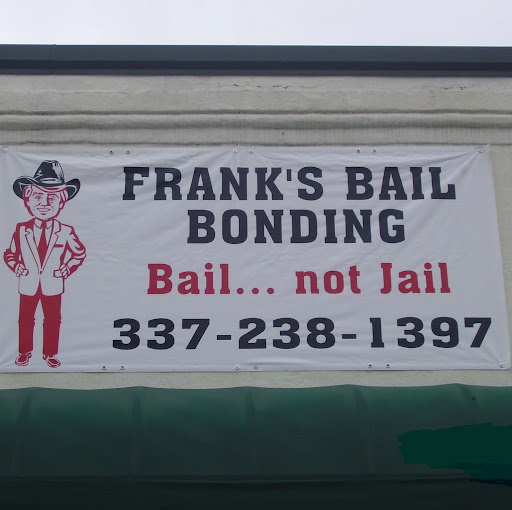 FRANK'S BAIL
BONDING
Bail... not Jail
337-238-1397